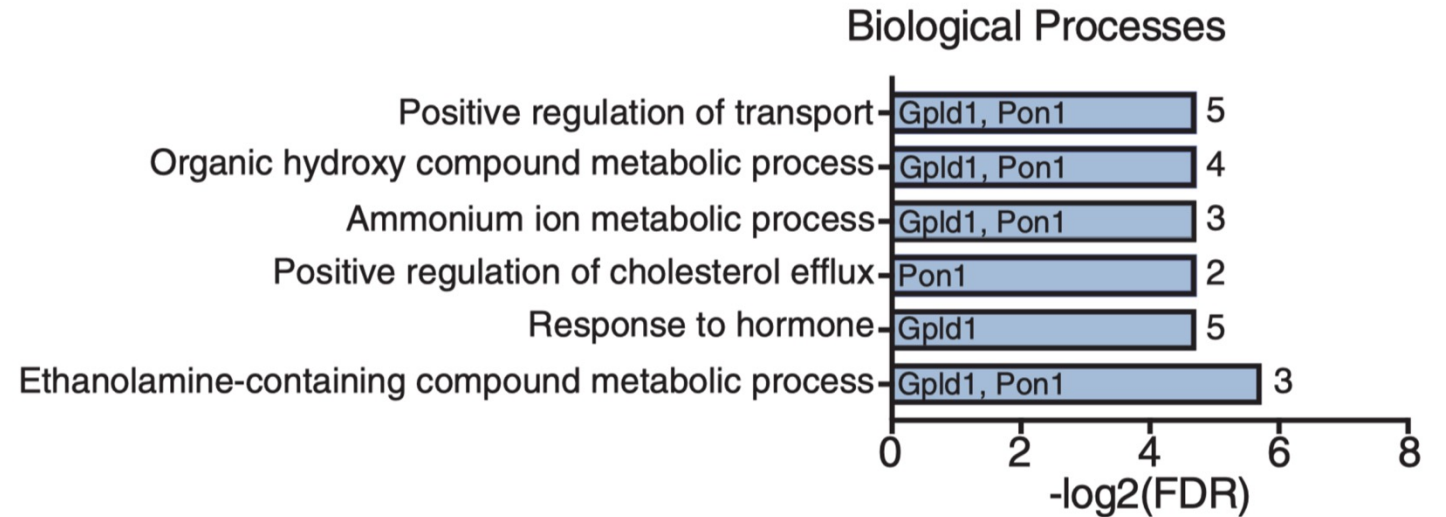 Biological Processes
Positive regulation of transport Gpld1, Pon1 5
Organic hydroxy compound metabolic process Gpld1, Pon1 4
Ammonium ion metabolic process Gpld1, Pon1 3
Positive regulation of cholesterol efflux Pon1 2
Response to hormone Gpld1 5
Ethanolamine-containing compound metabolic process Gpld1, Pon1 3
0 2 4 6 8
-log2(FDR)